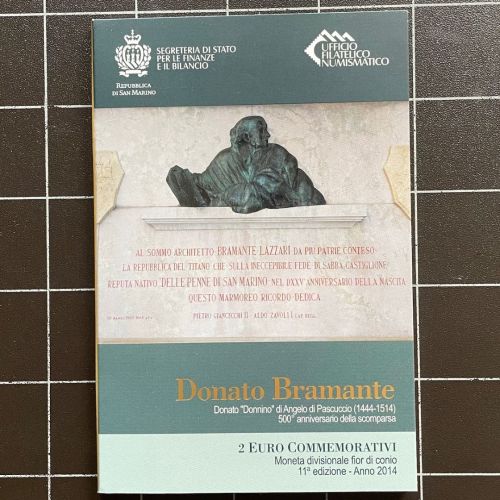 SEGRETERIA DI STATO
PER LE FINANZE
E IL BILANCIO
REPUBBLICA
DI SAN MARINO
UFFICIO
FILATELICO
NUMISMATICO
AL SOMMO ARCHITETTO BRAMANTE LAZZARI DA PIU PATRIE CONTESO
LA REPUBBLICA DEL TITANO CHE SULLA INECCEPIBILE FEDE DI SABBA CASTIGLIONE
REPUTA NATIVO DELLE PENNE DI SAN MARINO NEL DXXV ANNIVERSARIO DELLA NASCITA
QUESTO MARMOREO RICORDO DEDICA
PIETRO GIANCECCHI II - ALDO ZAVOLI I CAP. REGG.
Donato Bramante
Donato "Donnino" di Angelo di Pascuccio (1444-1514)
500° anniversario della scomparsa
2 EURO COMMEMORATIVI
Moneta divisionale fior di conio
11ª edizione - Anno 2014